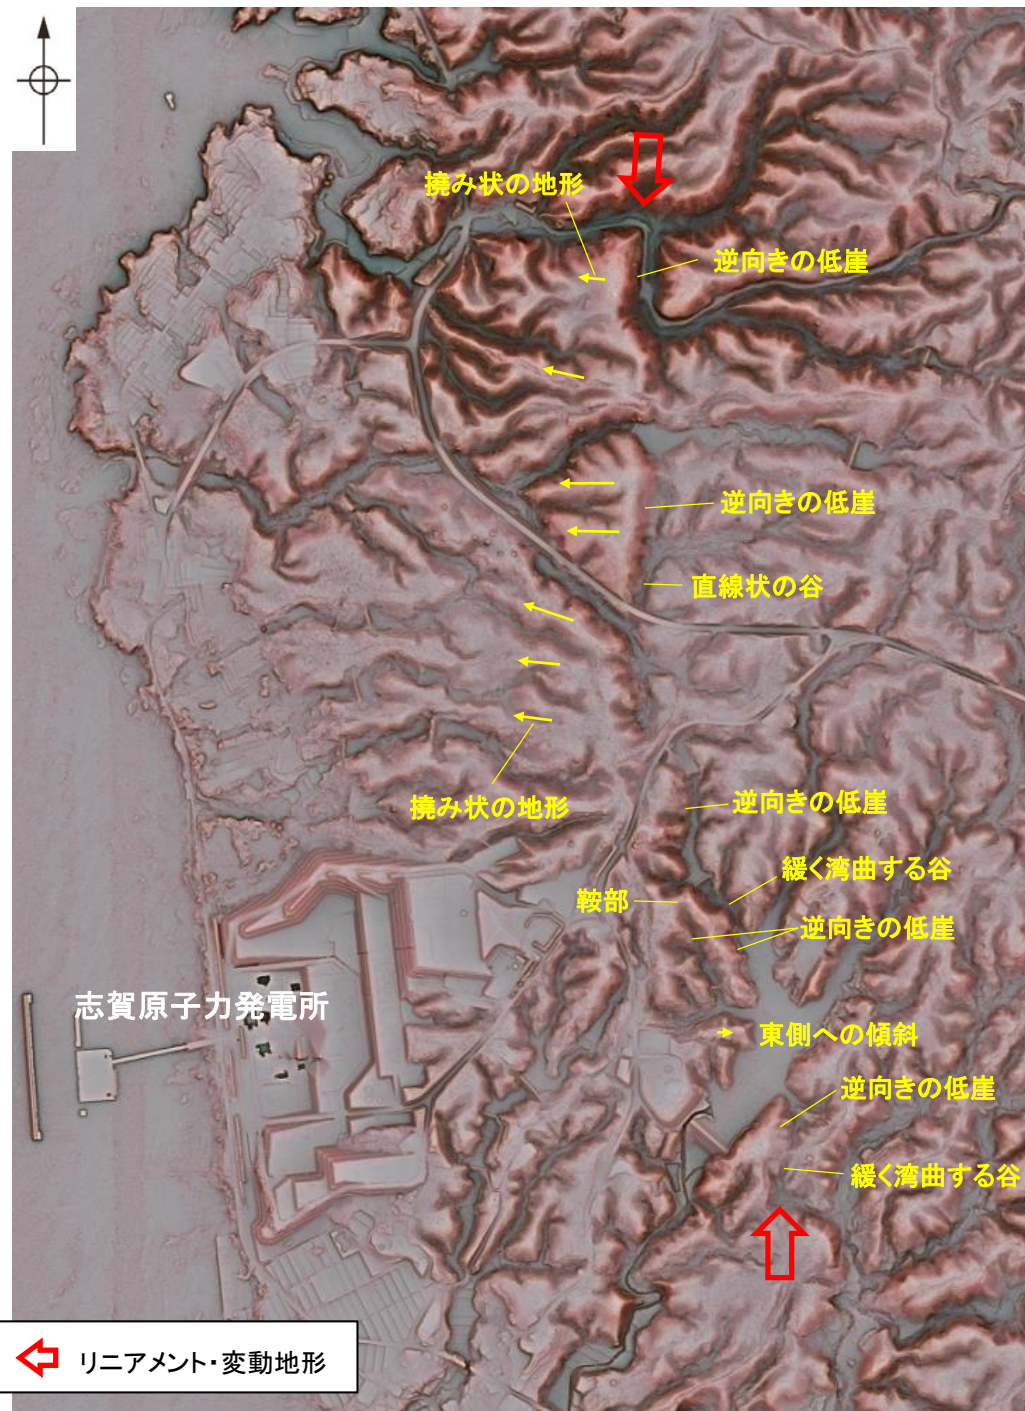 撓み状の地形
逆向きの低崖
逆向きの低崖
直線状の谷
撓み状の地形
逆向きの低崖
緩く湾曲する谷
鞍部
逆向きの低崖
志賀原子力発電所
東側への傾斜
逆向きの低崖
緩く湾曲する谷
リニアメント・変動地形